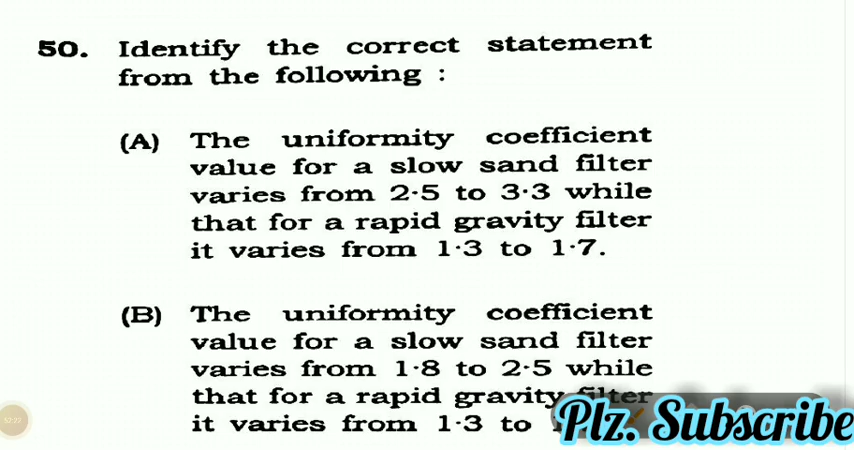 50. Identify the correct statement
from the following :
(A) The uniformity coefficient
value for a slow sand filter
varies from 2·5 to 3·3 while
that for a rapid gravity filter
it varies from 1·3 to 1·7.
(B) The uniformity coefficient
value for a slow sand filter
varies from 1·8 to 2·5 while
that for a rapid gravity filter
it varies from 1·3 to
Plz. Subscribe